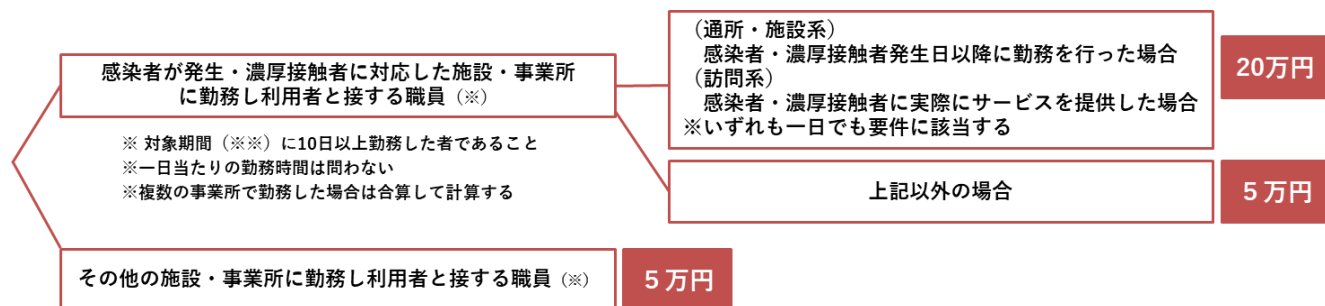 感染者が発生・濃厚接触者に対応した施設・事業所
に勤務し利用者と接する職員（※）
※ 対象期間（※※）に10日以上勤務した者であること
※一日当たりの勤務時間は問わない
※複数の事業所で勤務した場合は合算して計算する
（通所・施設系）
感染者・濃厚接触者発生日以降に勤務を行った場合
（訪問系）
感染者・濃厚接触者に実際にサービスを提供した場合
※いずれも一日でも要件に該当する
20万円
上記以外の場合
５万円
その他の施設・事業所に勤務し利用者と接する職員（※）
５万円